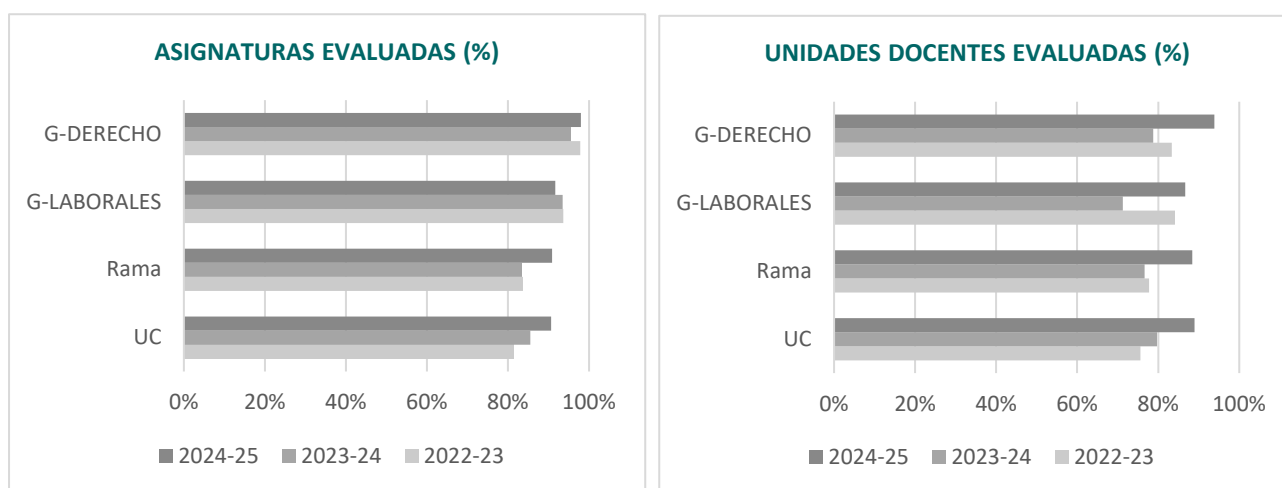 ASIGNATURAS EVALUADAS (%)
G-DERECHO
G-LABORALES
Rama
UC
0% 20% 40% 60% 80% 100%
2024-25 2023-24 2022-23
UNIDADES DOCENTES EVALUADAS (%)
G-DERECHO
G-LABORALES
Rama
UC
0% 20% 40% 60% 80% 100%
2024-25 2023-24 2022-23